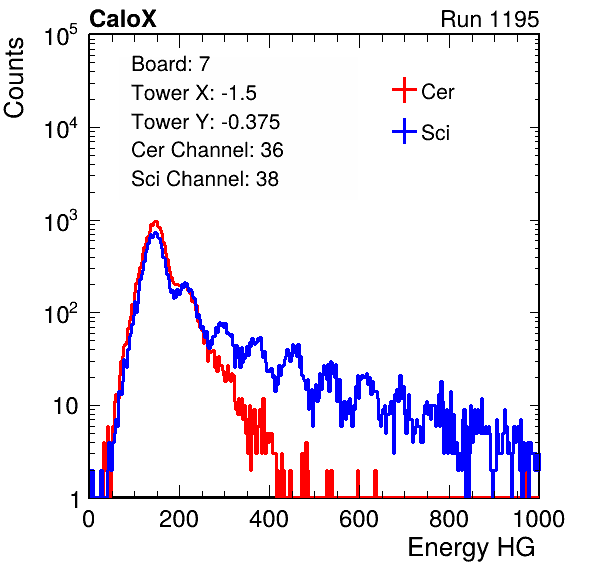 CaloX Run 1195
Counts
10^5
10^4
10^3
10^2
10
1
Board: 7
Tower X: -1.5
Tower Y: -0.375
Cer Channel: 36
Sci Channel: 38
Cer
Sci
0 200 400 600 800 1000
Energy HG